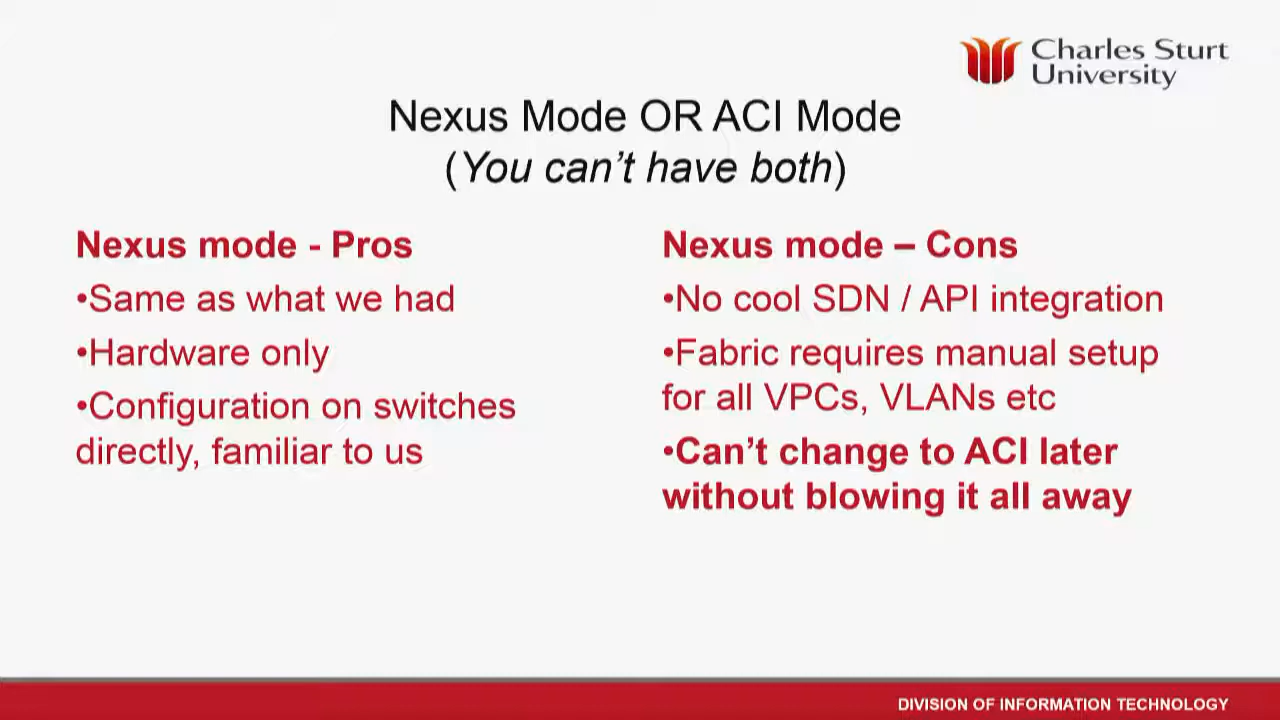 Charles Sturt
University
Nexus Mode OR ACI Mode
(You can't have both)
Nexus mode - Pros
•Same as what we had
•Hardware only
•Configuration on switches
directly, familiar to us
Nexus mode – Cons
•No cool SDN / API integration
•Fabric requires manual setup
for all VPCs, VLANs etc
•Can't change to ACI later
without blowing it all away
DIVISION OF INFORMATION TECHNOLOGY